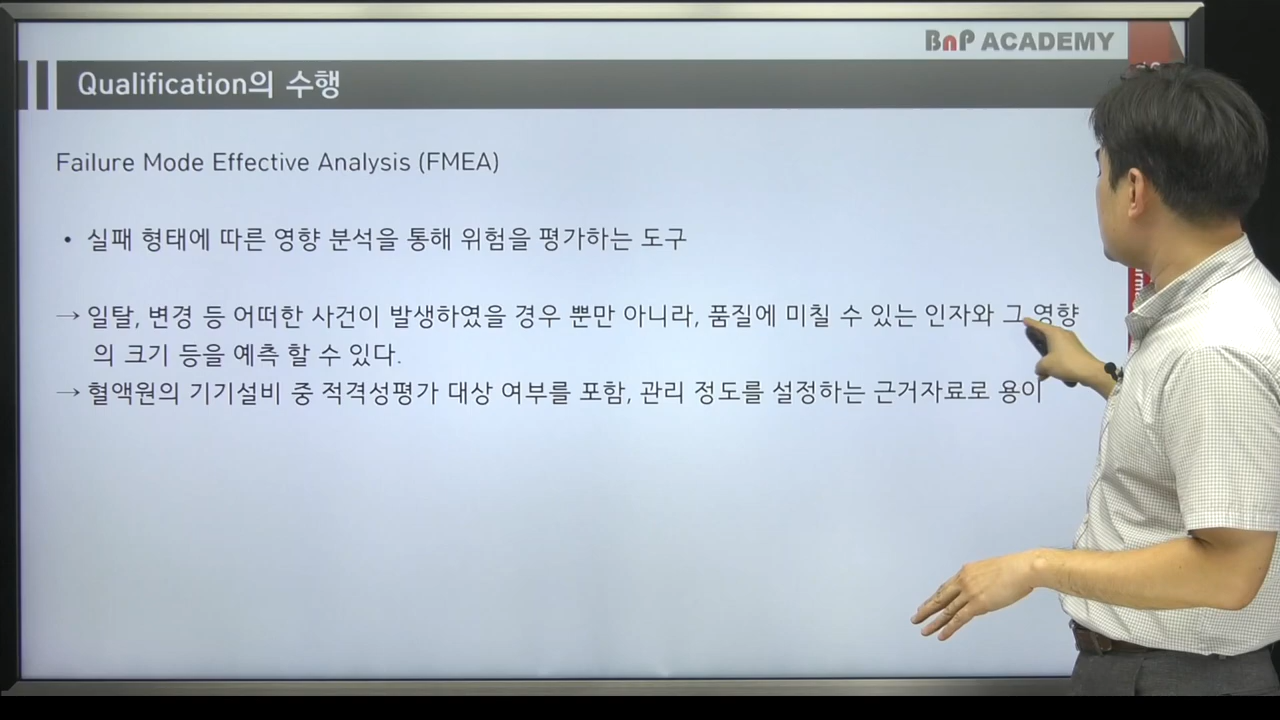 BnP ACADEMY
Qualification의 수행
Failure Mode Effective Analysis (FMEA)
• 실패 형태에 따른 영향 분석을 통해 위험을 평가하는 도구
→ 일탈, 변경 등 어떠한 사건이 발생하였을 경우 뿐만 아니라, 품질에 미칠 수 있는 인자와 그 영향
의 크기 등을 예측 할 수 있다.
→ 혈액원의 기기설비 중 적격성평가 대상 여부를 포함, 관리 정도를 설정하는 근거자료로 용이